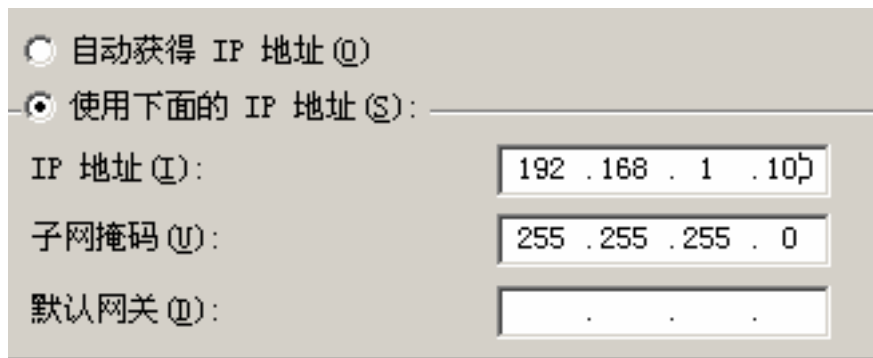 自动获得 IP 地址(O)
使用下面的 IP 地址(S):
IP 地址(I): 192 .168 . 1 .10
子网掩码(U): 255 .255 .255 . 0
默认网关(D): . . .